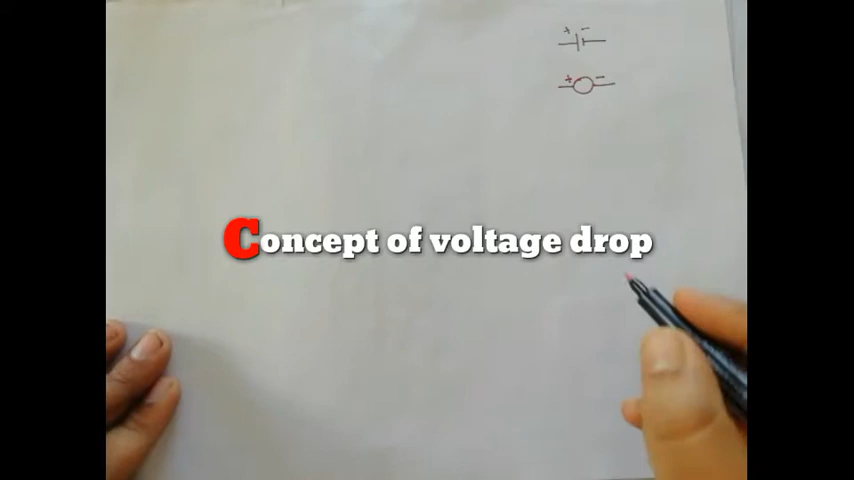 + -
+ -
Concept of voltage drop